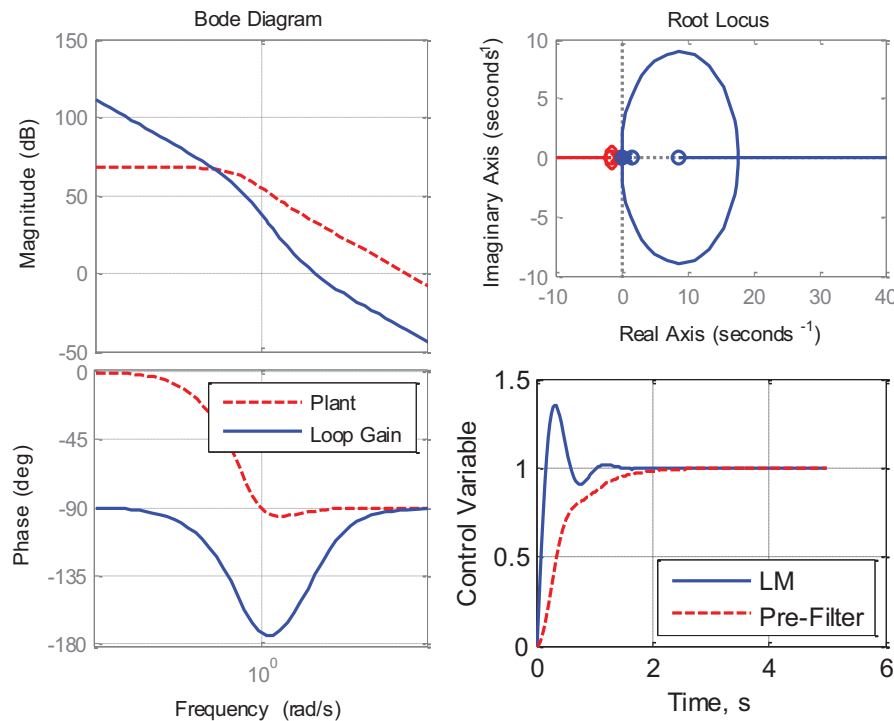 Bode Diagram
150
100
50
0
-50
Magnitude (dB)
0
-45
-90
-135
-180
Phase (deg)
Plant
Loop Gain
10^0
Frequency (rad/s)
Root Locus
10
5
0
-5
-10
Imaginary Axis (seconds^-1)
-10 0 10 20 30 40
Real Axis (seconds ^-1)
1.5
1
0.5
0
Control Variable
LM
Pre-Filter
0 2 4 6
Time, s